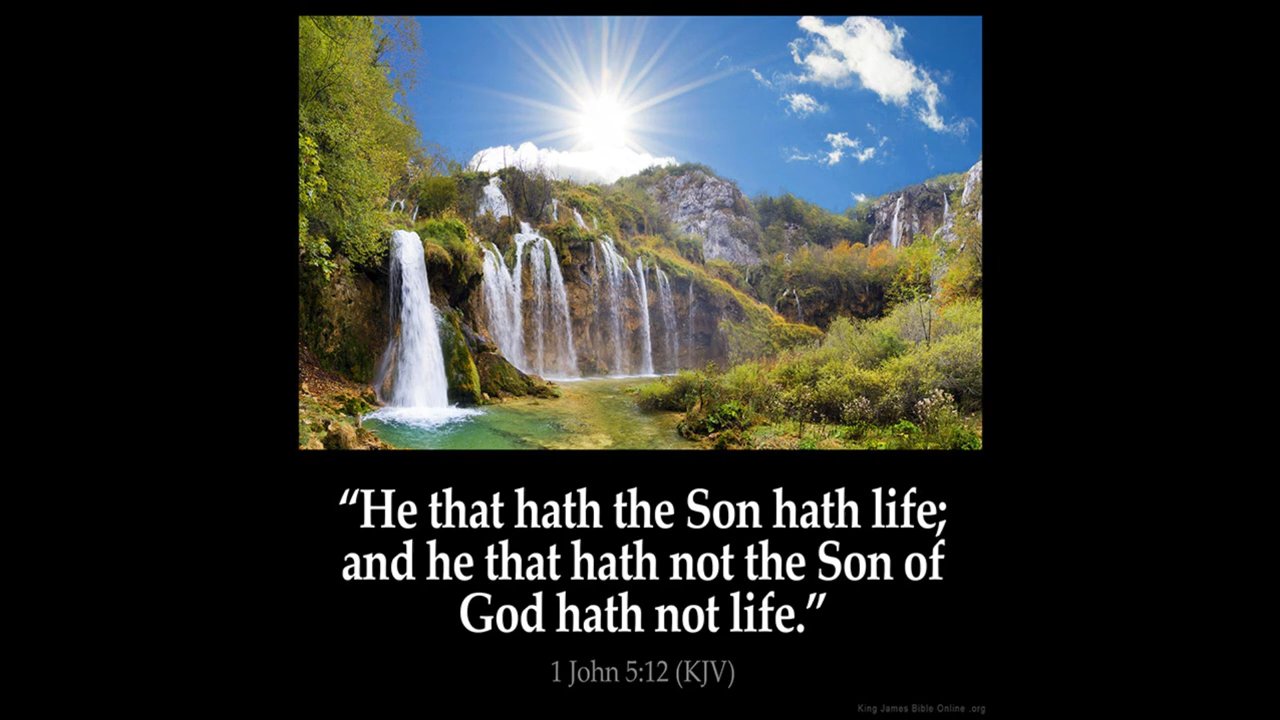 “He that hath the Son hath life;
and he that hath not the Son of
God hath not life.”
1 John 5:12 (KJV)
King James Bible Online .org